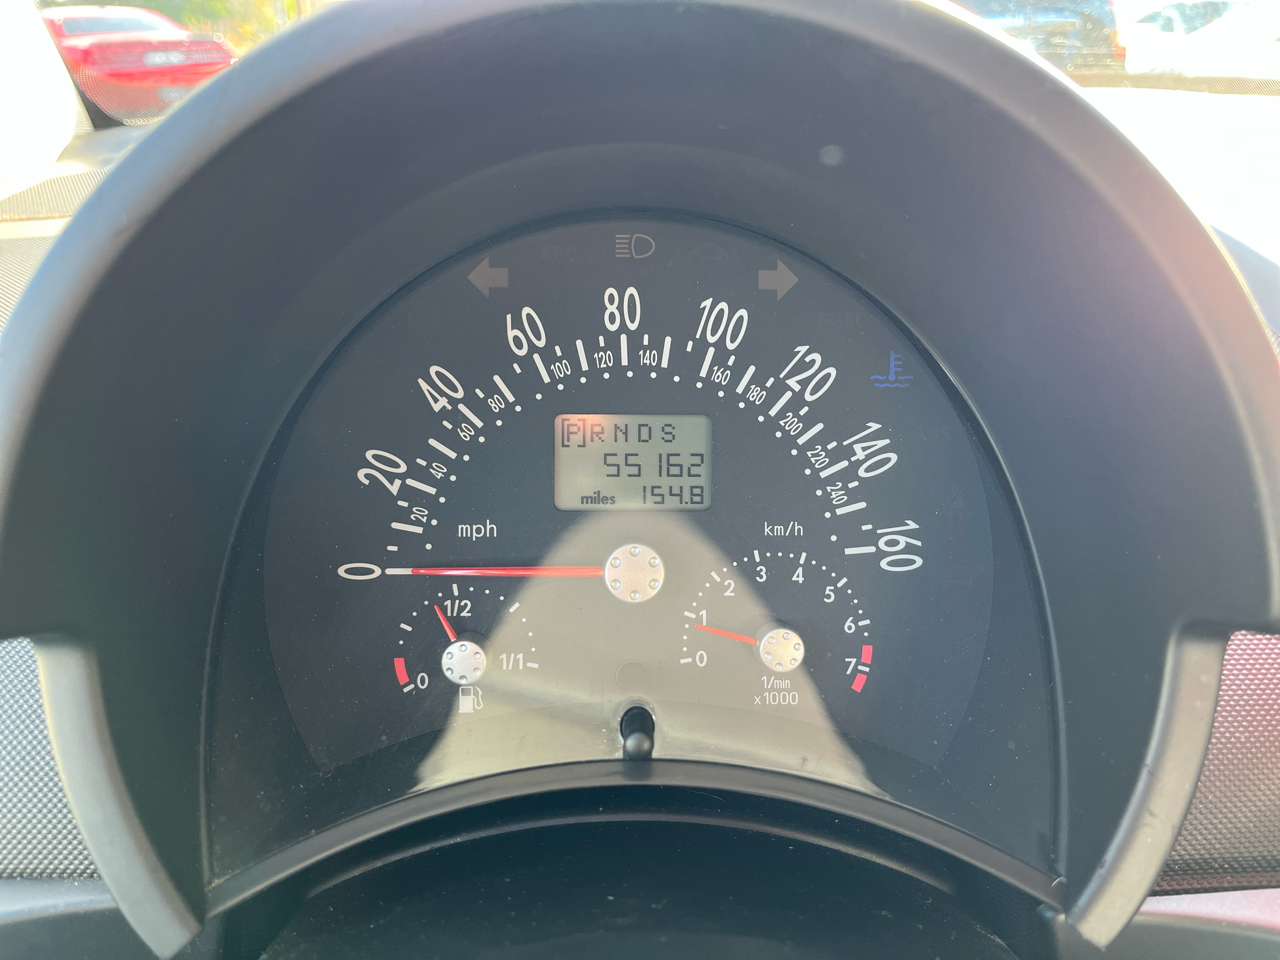 0 20 40 60 80 100 120 140 160
20 40 60 80 100 120 140 160 180 200 220 240
[P] R N D S
55162
miles 154.8
mph
km/h
0 1/2 1/1
0 1 2 3 4 5 6 7
1/min
x1000